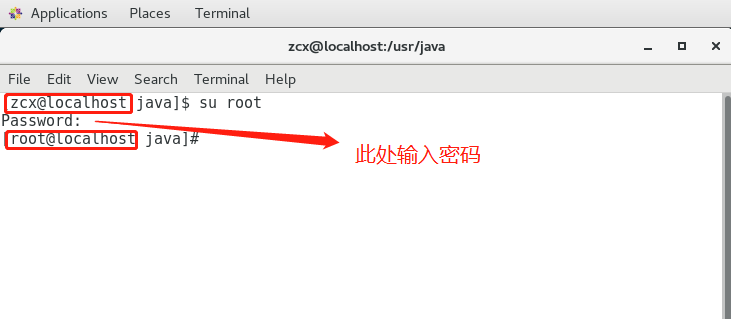 Applications Places Terminal
zcx@localhost:/usr/java
File Edit View Search Terminal Help
[zcx@localhost java]$ su root
Password:
[root@localhost java]#
此处输入密码